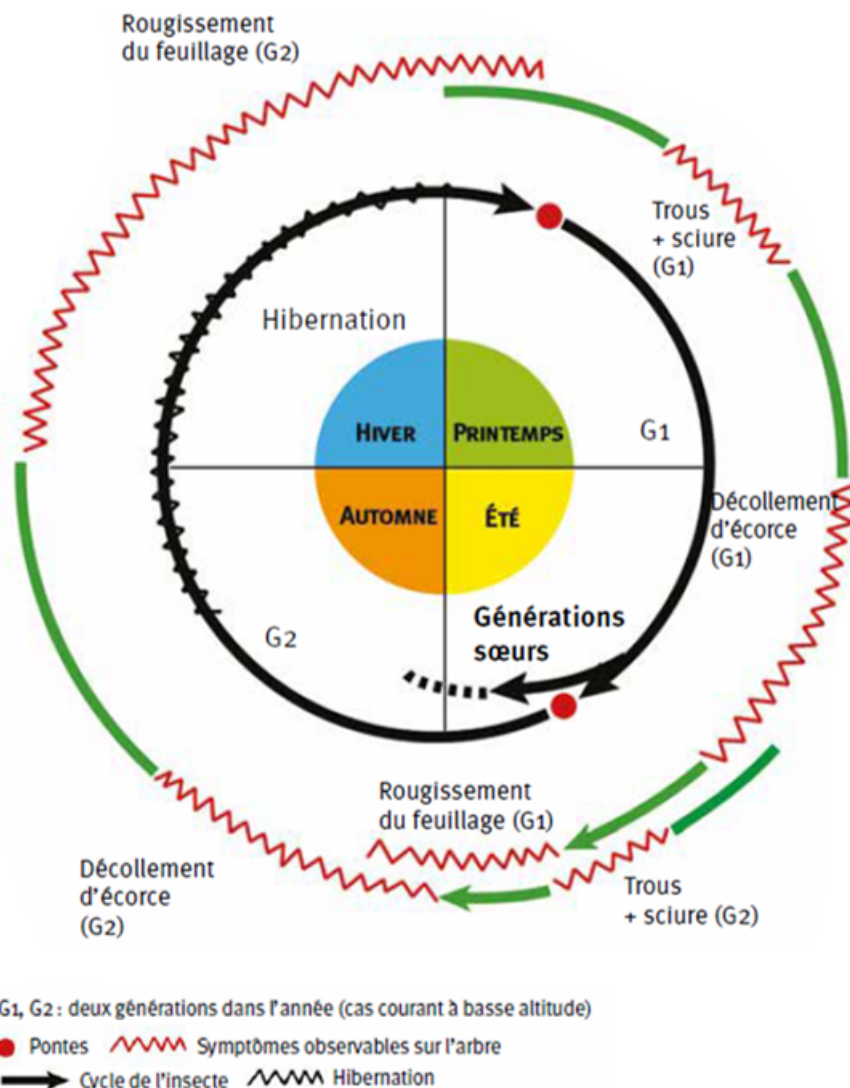 Rougissement
du feuillage (G2)
Trous
+ sciure
(G1)
Hibernation
HIVER
PRINTEMPS
G1
AUTOMNE
ÉTÉ
Décollement
d'écorce
(G1)
Générations
sœurs
G2
Rougissement
du feuillage (G1)
Décollement
d'écorce
(G2)
Trous
+ sciure (G2)
G1, G2 : deux générations dans l'année (cas courant à basse altitude)
Pontes
Symptômes observables sur l'arbre
Cycle de l'insecte
Hibernation